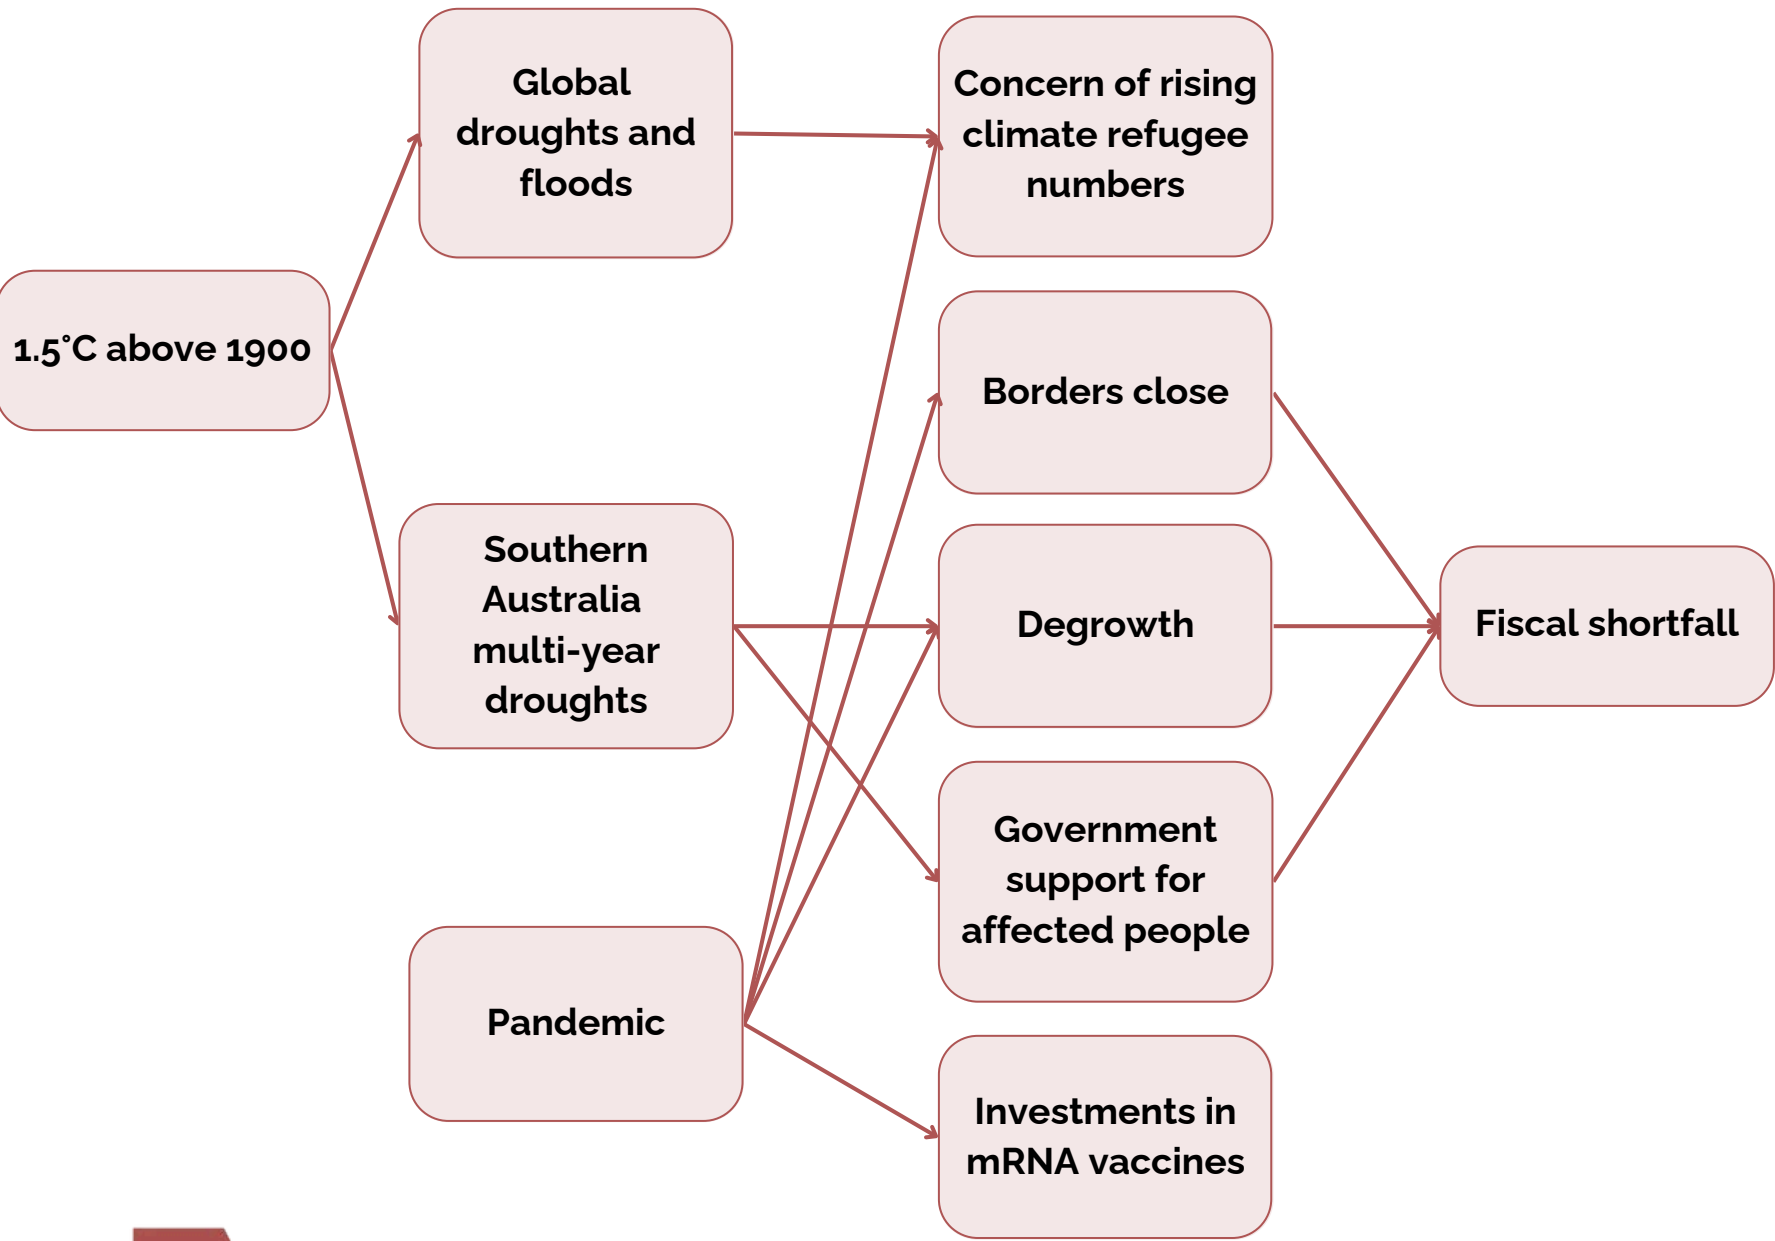 Global
droughts and
floods
Concern of rising
climate refugee
numbers
1.5°C above 1900
Borders close
Southern
Australia
multi-year
droughts
Degrowth
Fiscal shortfall
Government
support for
affected people
Pandemic
Investments in
mRNA vaccines